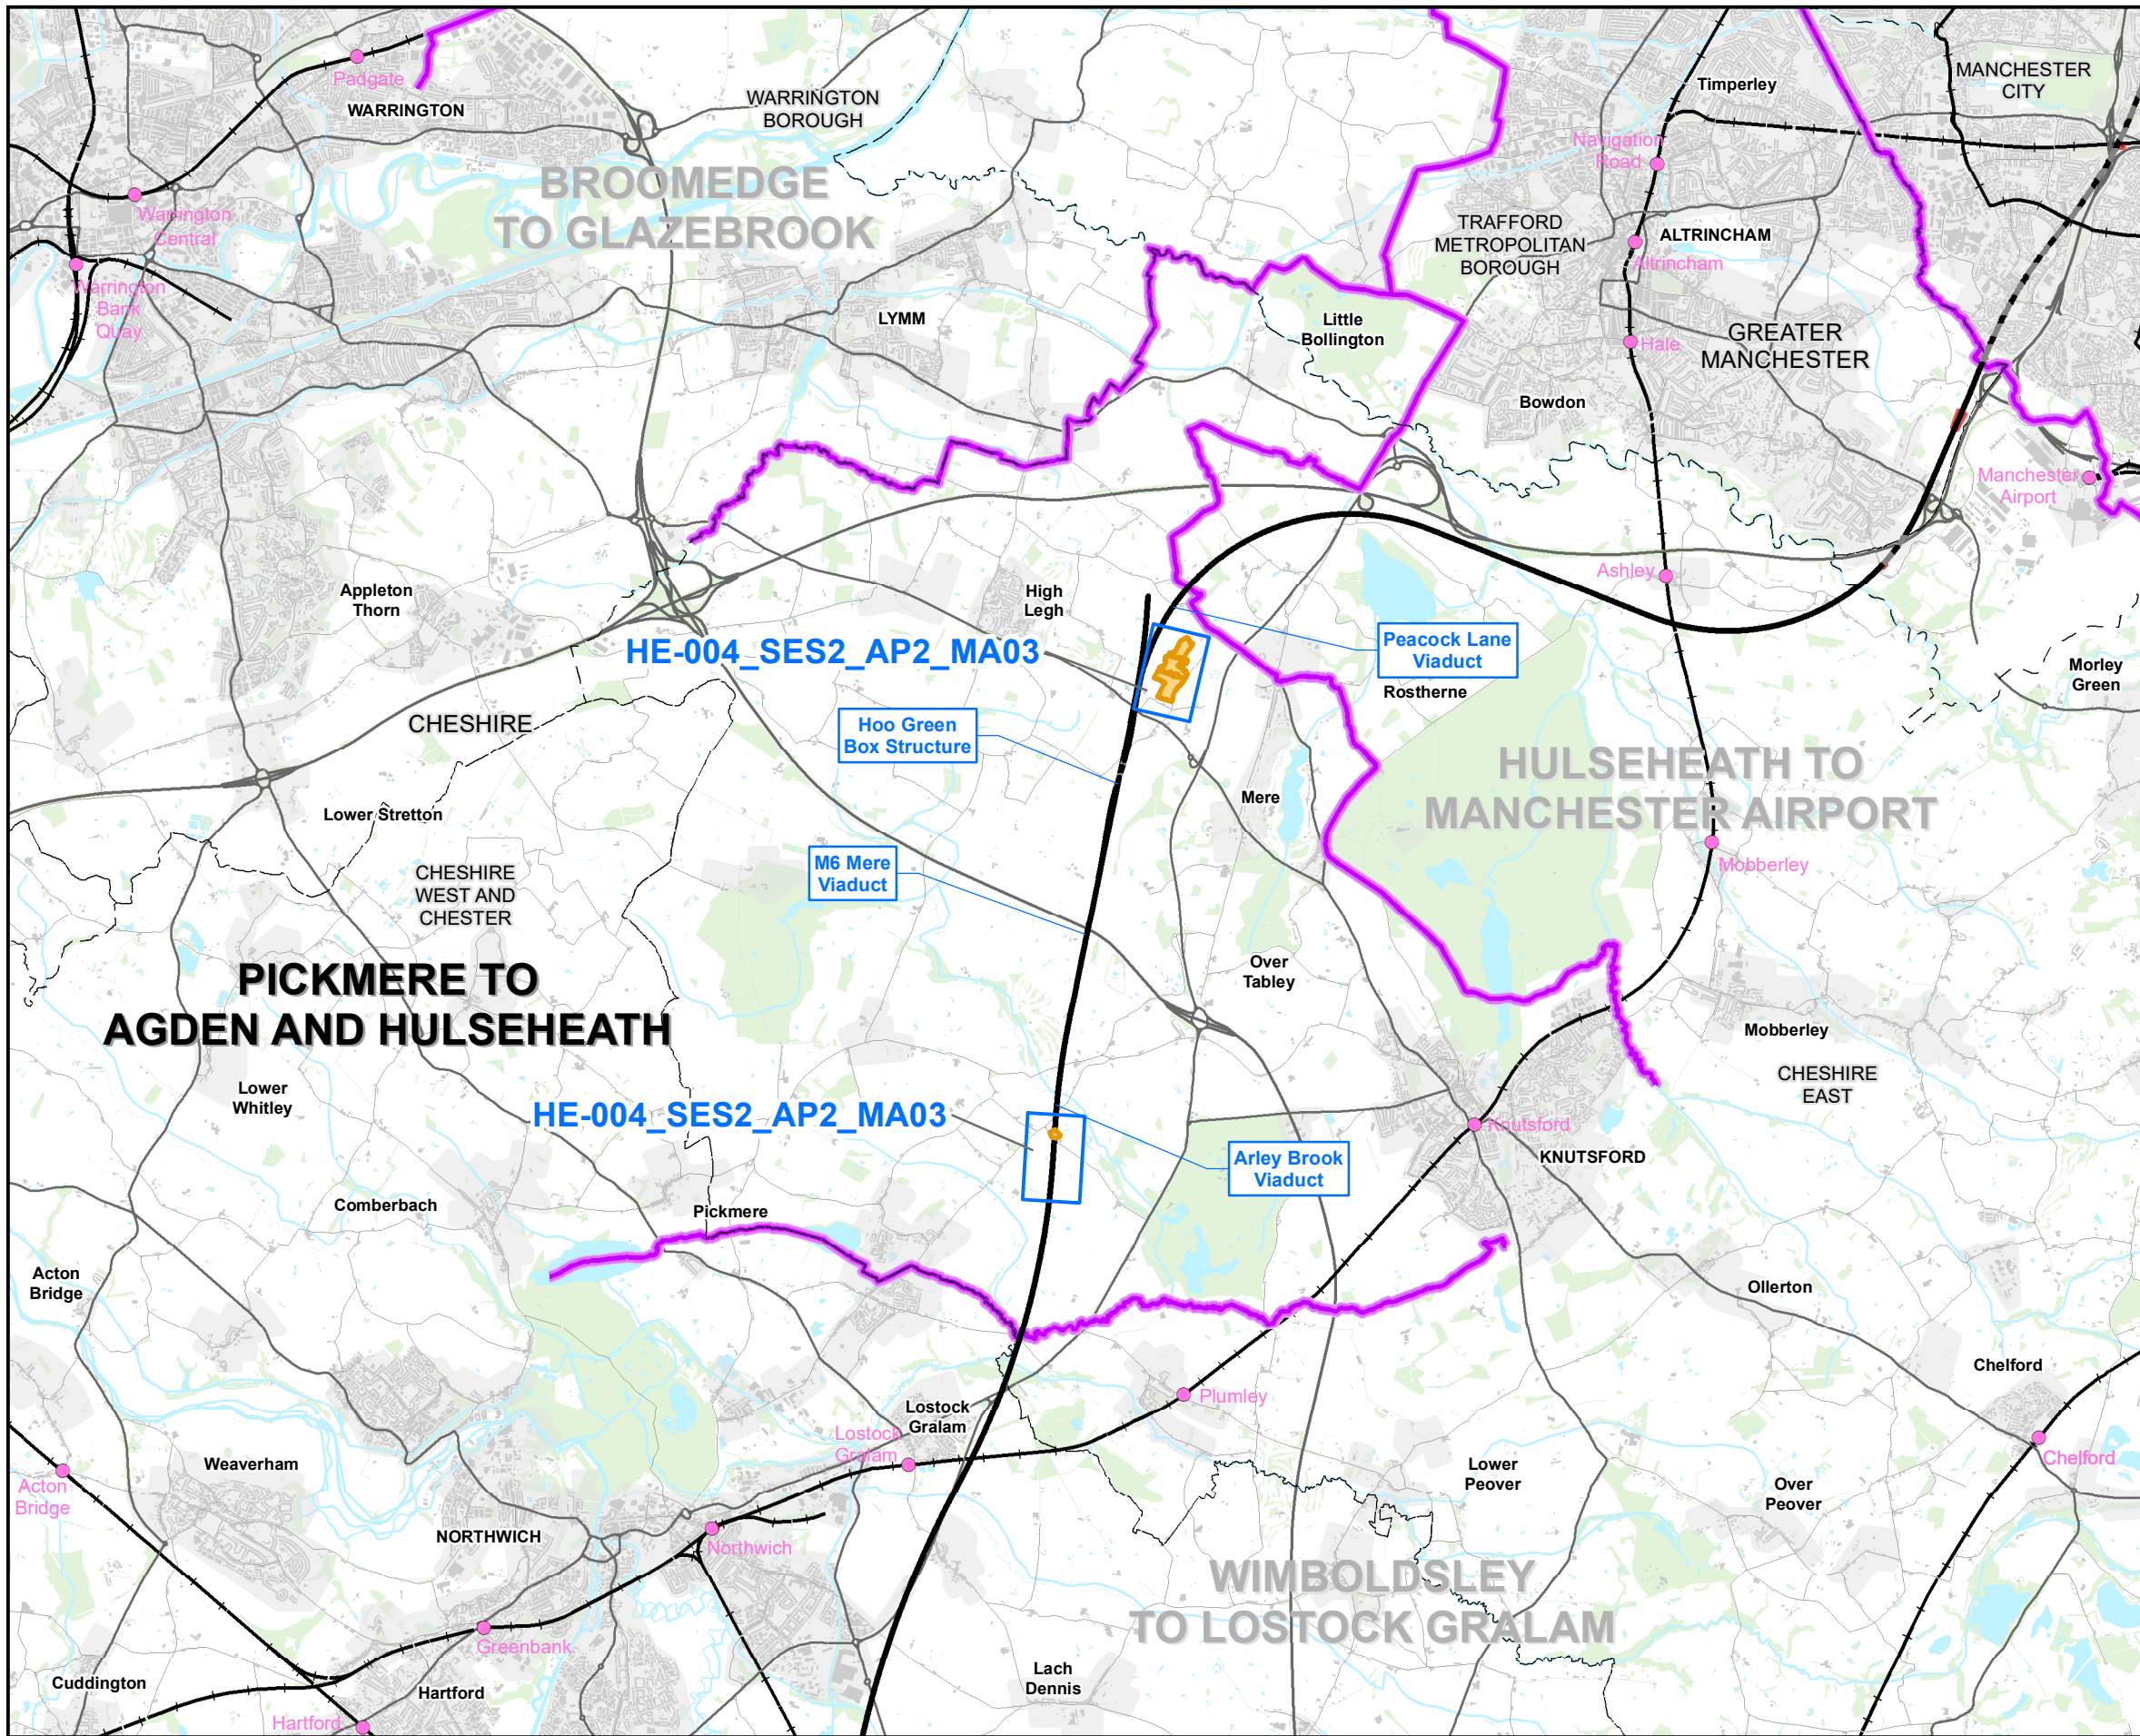 Padgate
WARRINGTON
WARRINGTON
BOROUGH
MANCHESTER
CITY
Timperley
Navigation
Road
BROOMEDGE
TO GLAZEBROOK
Warrington
Central
TRAFFORD
METROPOLITAN
BOROUGH
ALTRINCHAM
Altrincham
Warrington
Bank
Quay
LYMM
Little
Bollington
Hale
GREATER
MANCHESTER
Bowdon
Manchester
Airport
Appleton
Thorn
High
Legh
Ashley
HE-004_SES2_AP2_MA03
Peacock Lane
Viaduct
Rostherne
Morley
Green
CHESHIRE
Hoo Green
Box Structure
HULSEHEATH TO
MANCHESTER AIRPORT
Lower Stretton
Mere
M6 Mere
Viaduct
CHESHIRE
WEST AND
CHESTER
Mobberley
PICKMERE TO
AGDEN AND HULSEHEATH
Over
Tabley
Mobberley
Lower
Whitley
CHESHIRE
EAST
HE-004_SES2_AP2_MA03
Knutsford
KNUTSFORD
Arley Brook
Viaduct
Comberbach
Pickmere
Acton
Bridge
Ollerton
Chelford
Plumley
Lostock
Gralam
Lostock
Gralam
Chelford
Weaverham
Lower
Peover
Over
Peover
Acton
Bridge
NORTHWICH
Northwich
WIMBOLDSLEY
TO LOSTOCK GRALAM
Greenbank
Cuddington
Hartford
Lach
Dennis
Hartford